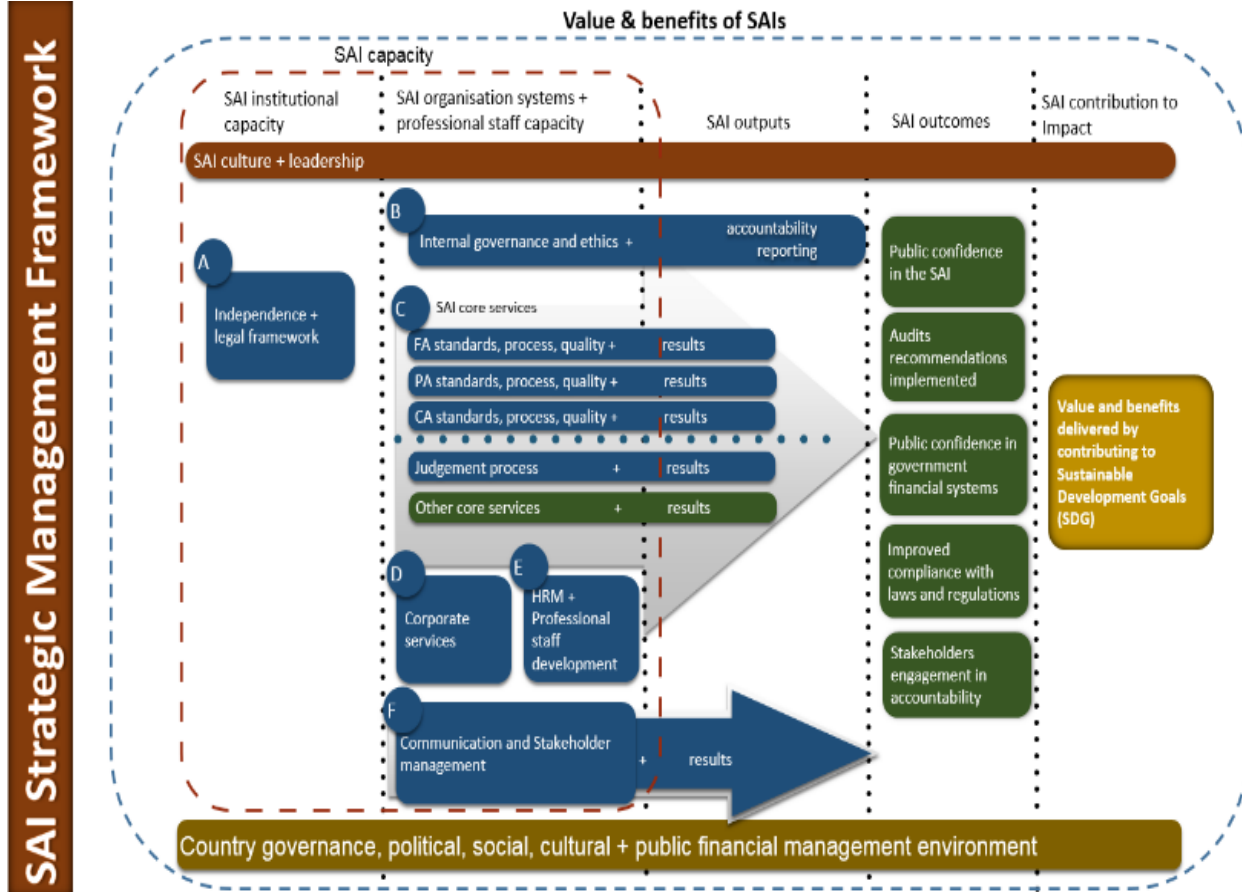 SAI Strategic Management Framework
Value & benefits of SAIs
SAI capacity
SAI institutional
capacity
SAI organisation systems +
professional staff capacity
SAI outputs
SAI outcomes
SAI contribution to
Impact
SAI culture + leadership
A
Independence +
legal framework
B
Internal governance and ethics +
accountability
reporting
C
SAI core services
FA standards, process, quality + results
PA standards, process, quality + results
CA standards, process, quality + results
Judgement process + results
Other core services + results
D
Corporate
services
E
HRM +
Professional
staff
development
F
Communication and Stakeholder
management
+ results
Public confidence
in the SAI
Audits
recommendations
implemented
Public confidence in
government
financial systems
Improved
compliance with
laws and regulations
Stakeholders
engagement in
accountability
Value and benefits
delivered by
contributing to
Sustainable
Development Goals
(SDG)
Country governance, political, social, cultural + public financial management environment